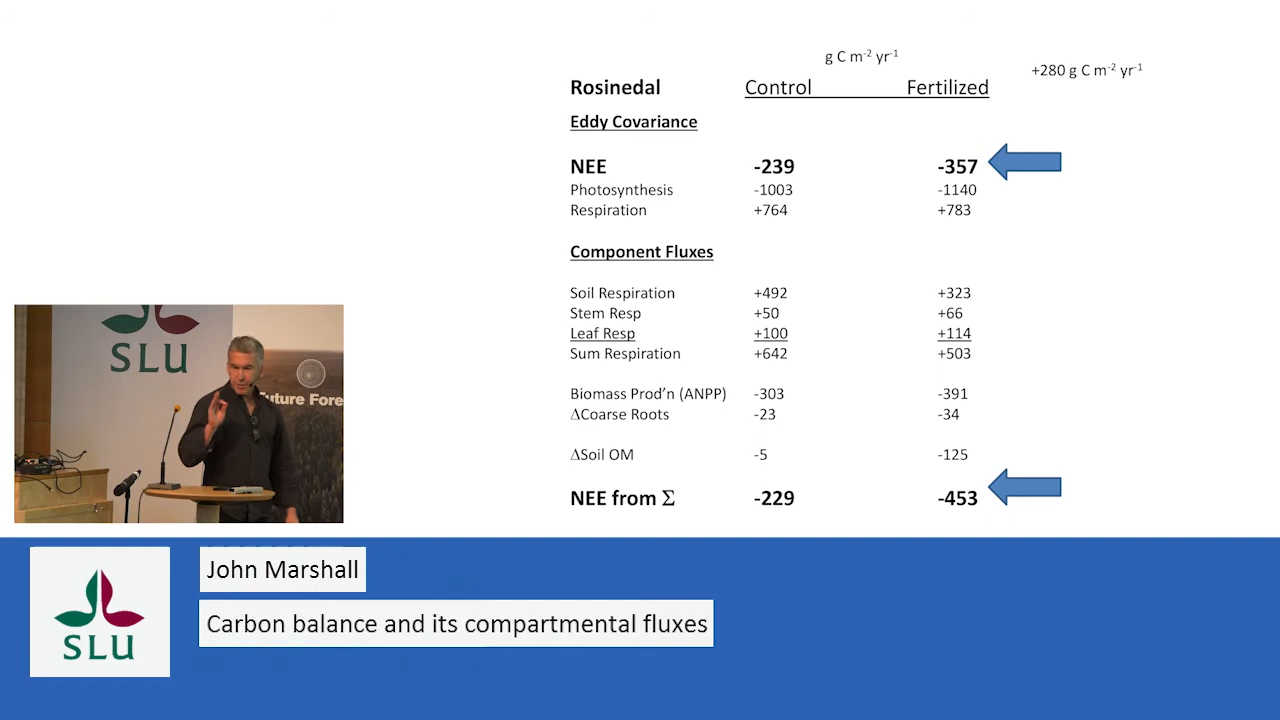 g C m⁻² yr⁻¹
+280 g C m⁻² yr⁻¹
Rosinedal Control Fertilized
Eddy Covariance
NEE -239 -357
Photosynthesis -1003 -1140
Respiration +764 +783
Component Fluxes
Soil Respiration +492 +323
Stem Resp +50 +66
Leaf Resp +100 +114
Sum Respiration +642 +503
Biomass Prod'n (ANPP) -303 -391
ΔCoarse Roots -23 -34
ΔSoil OM -5 -125
NEE from Σ -229 -453
SLU
uture Fore
John Marshall
Carbon balance and its compartmental fluxes
SLU